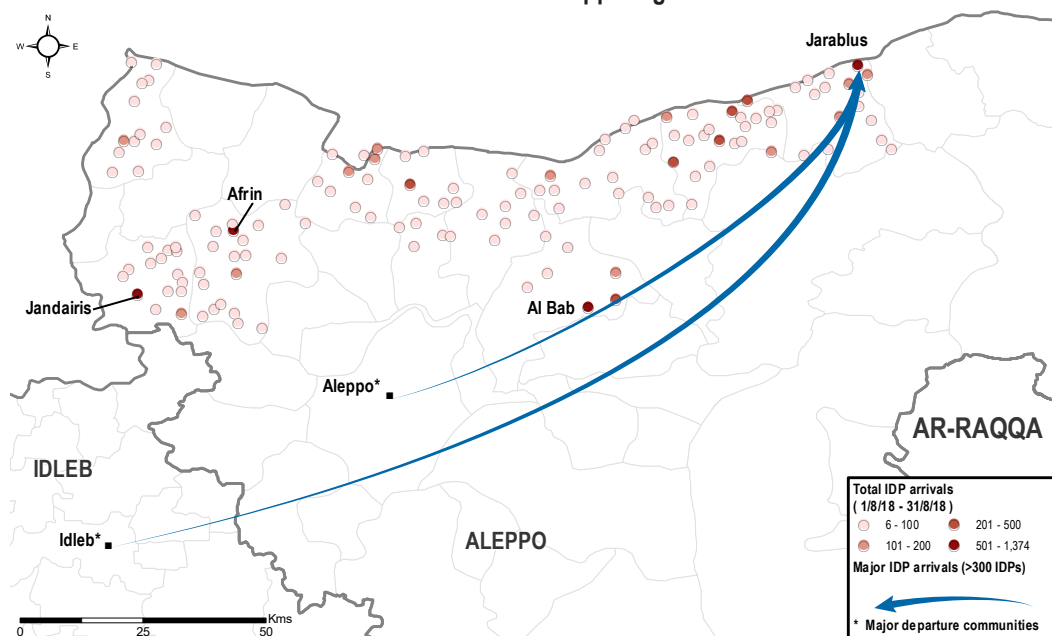 N
W E
S
Jarablus
Afrin
Jandairis
Al Bab
Aleppo*
AR-RAQQA
IDLEB
Idleb*
ALEPPO
Total IDP arrivals
( 1/8/18 - 31/8/18 )
6 - 100 201 - 500
101 - 200 501 - 1,374
Major IDP arrivals (>300 IDPs)
* Major departure communities
Kms
0 25 50